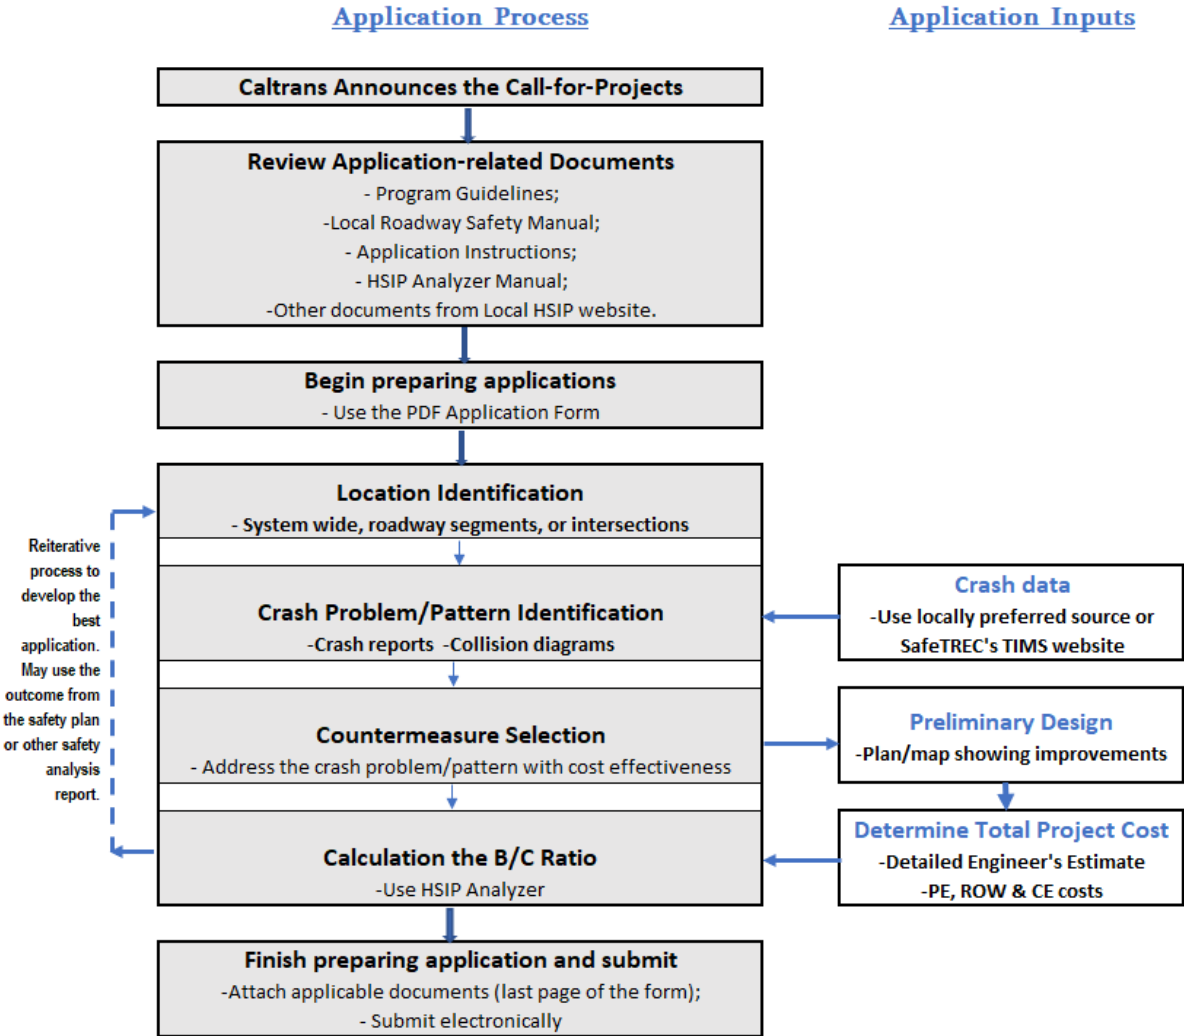 Application Process
Application Inputs
Caltrans Announces the Call-for-Projects
Review Application-related Documents
- Program Guidelines;
-Local Roadway Safety Manual;
- Application Instructions;
- HSIP Analyzer Manual;
-Other documents from Local HSIP website.
Begin preparing applications
- Use the PDF Application Form
Location Identification
- System wide, roadway segments, or intersections
Reiterative
process to
develop the
best
application.
May use the
outcome from
the safety plan
or other safety
analysis
report.
Crash Problem/Pattern Identification
-Crash reports -Collision diagrams
Crash data
-Use locally preferred source or
SafeTREC's TIMS website
Countermeasure Selection
- Address the crash problem/pattern with cost effectiveness
Preliminary Design
-Plan/map showing improvements
Calculation the B/C Ratio
-Use HSIP Analyzer
Determine Total Project Cost
-Detailed Engineer's Estimate
-PE, ROW & CE costs
Finish preparing application and submit
-Attach applicable documents (last page of the form);
- Submit electronically